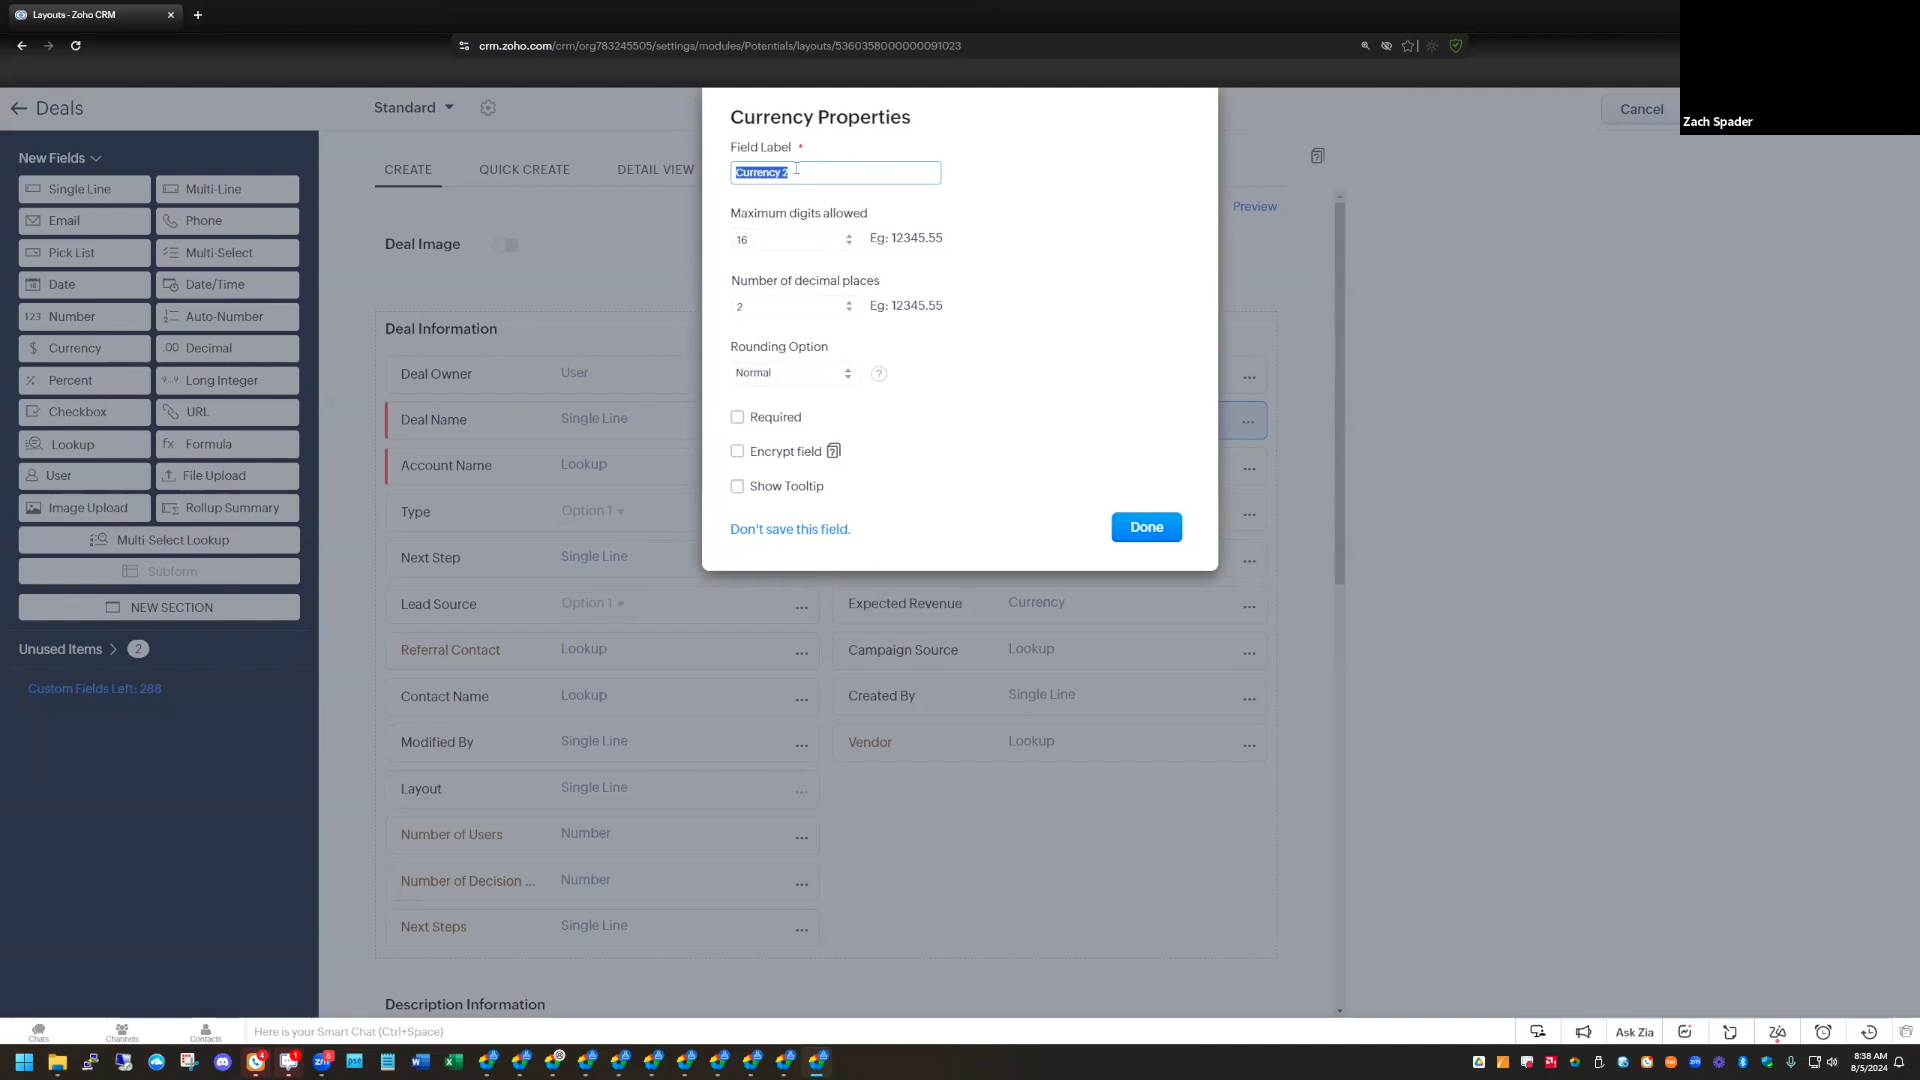 Layouts - Zoho CRM
crm.zoho.com/crm/org783245505/settings/modules/Potentials/layouts/5360358000000091023
Zach Spader
Deals
Standard
Cancel
New Fields
Single Line
Multi-Line
Email
Phone
Pick List
Multi-Select
Date
Date/Time
Number
Auto-Number
Currency
Decimal
Percent
Long Integer
Checkbox
URL
Lookup
Formula
User
File Upload
Image Upload
Rollup Summary
Multi-Select Lookup
Subform
NEW SECTION
Unused Items
2
Custom Fields Left: 288
CREATE
QUICK CREATE
DETAIL VIEW
Preview
Deal Image
Deal Information
Deal Owner User
Deal Name Single Line
Account Name Lookup
Type Option 1
Next Step Single Line
Lead Source Option 1
Referral Contact Lookup
Contact Name Lookup
Modified By Single Line
Layout Single Line
Number of Users Number
Number of Decision ... Number
Next Steps Single Line
Expected Revenue Currency
Campaign Source Lookup
Created By Single Line
Vendor Lookup
Description Information
Currency Properties
Field Label *
Currency 2
Maximum digits allowed
16 Eg: 12345.55
Number of decimal places
2 Eg: 12345.55
Rounding Option
Normal ?
Required
Encrypt field
Show Tooltip
Don't save this field.
Done
Chats
Channels
Contacts
Here is your Smart Chat (Ctrl+Space)
Ask Zia
8:38 AM
8/5/2024